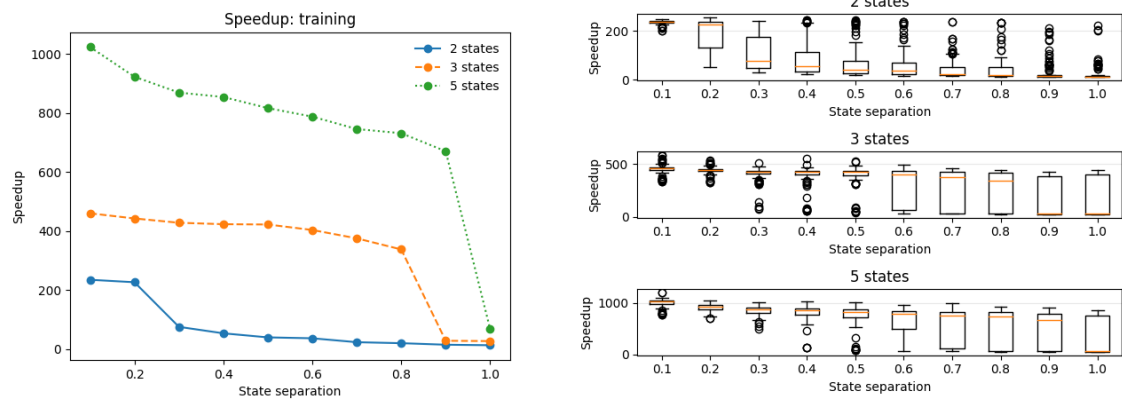 Speedup: training
Speedup
1000
800
600
400
200
0
2 states
3 states
5 states
0.2
0.4
0.6
0.8
1.0
State separation
2 states
Speedup
200
0
0.1 0.2 0.3 0.4 0.5 0.6 0.7 0.8 0.9 1.0
State separation
3 states
Speedup
500
0
0.1 0.2 0.3 0.4 0.5 0.6 0.7 0.8 0.9 1.0
State separation
5 states
Speedup
1000
0
0.1 0.2 0.3 0.4 0.5 0.6 0.7 0.8 0.9 1.0
State separation